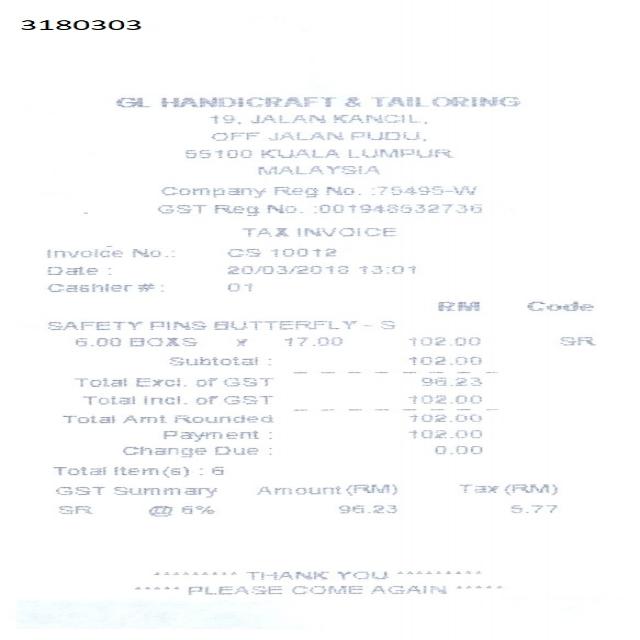 3180303
GL HANDICRAFT & TAILORING
19, JALAN KANCIL,
OFF JALAN PUDU,
55100 KUALA LUMPUR
MALAYSIA
Company Reg No. :75495-W
GST Reg No. :001948532736
TAX INVOICE
Invoice No.: CS 10012
Date : 20/03/2018 13:01
Cashier # : 01
RM Code
SAFETY PINS BUTTERFLY - S
6.00 BOXS x 17.00 102.00 SR
Subtotal : 102.00
Total Excl. of GST 96.23
Total Incl. of GST 102.00
Total Amt Rounded 102.00
Payment : 102.00
Change Due : 0.00
Total Item(s) : 6
GST Summary Amount(RM) Tax (RM)
SR @ 6% 96.23 5.77
********* THANK YOU *********
***** PLEASE COME AGAIN *****